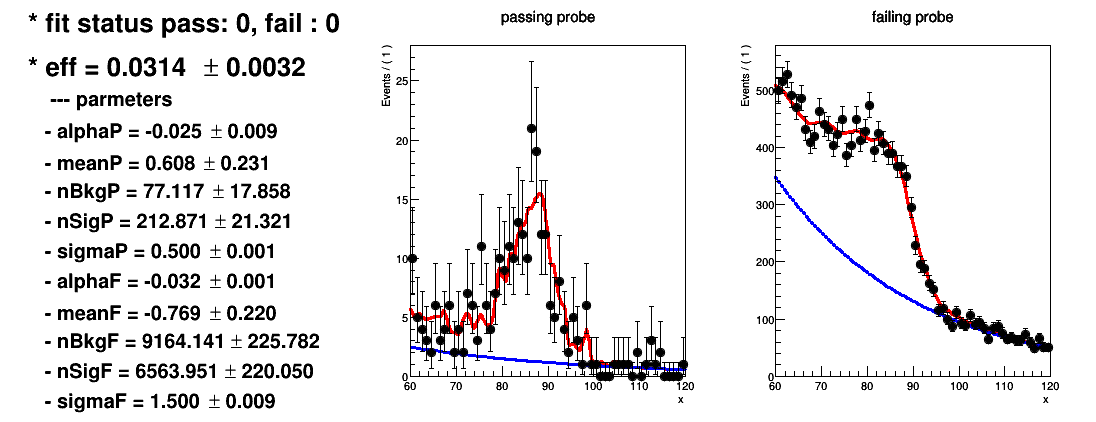 * fit status pass: 0, fail : 0
* eff = 0.0314 ± 0.0032
--- parmeters
- alphaP = -0.025 ± 0.009
- meanP = 0.608 ± 0.231
- nBkgP = 77.117 ± 17.858
- nSigP = 212.871 ± 21.321
- sigmaP = 0.500 ± 0.001
- alphaF = -0.032 ± 0.001
- meanF = -0.769 ± 0.220
- nBkgF = 9164.141 ± 225.782
- nSigF = 6563.951 ± 220.050
- sigmaF = 1.500 ± 0.009
passing probe
Events / ( 1 )
25
20
15
10
5
0
60 70 80 90 100 110 120
x
failing probe
Events / ( 1 )
500
400
300
200
100
0
60 70 80 90 100 110 120
x